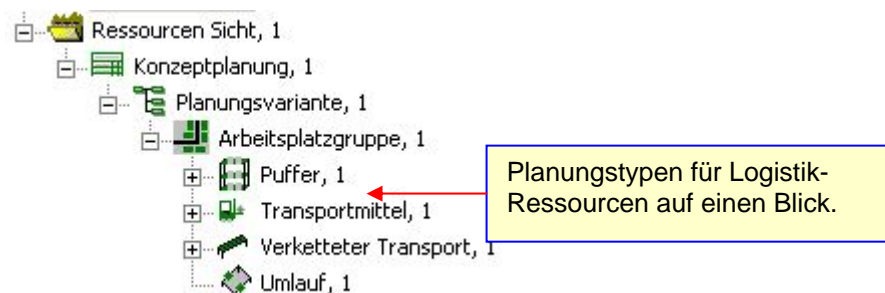 Ressourcen Sicht, 1
Konzeptplanung, 1
Planungsvariante, 1
Arbeitsplatzgruppe, 1
Puffer, 1
Transportmittel, 1
Verketteter Transport, 1
Umlauf, 1
Planungstypen für Logistik-
Ressourcen auf einen Blick.